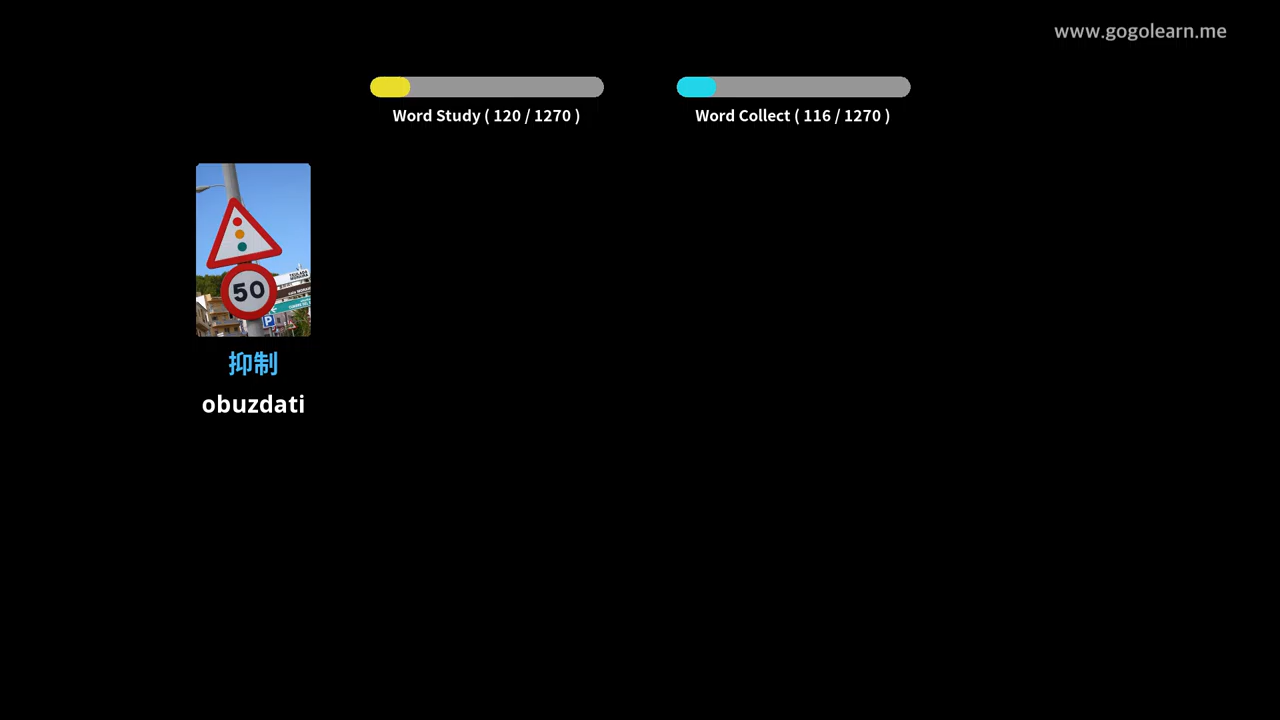 www.gogolearn.me
Word Study ( 120 / 1270 )
Word Collect ( 116 / 1270 )
50
P
抑制
obuzdati